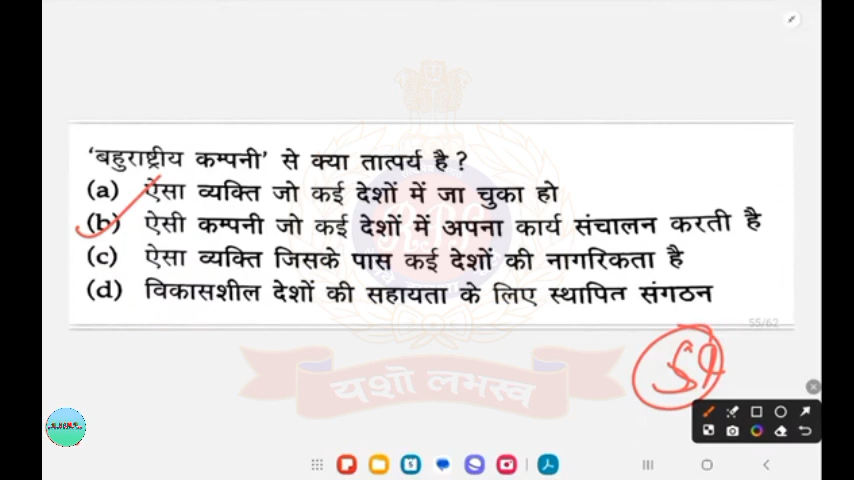 'बहुराष्ट्रीय कम्पनी' से क्या तात्पर्य है ?
(a) ऐसा व्यक्ति जो कई देशों में जा चुका हो
(b) ऐसी कम्पनी जो कई देशों में अपना कार्य संचालन करती है
(c) ऐसा व्यक्ति जिसके पास कई देशों की नागरिकता है
(d) विकासशील देशों की सहायता के लिए स्थापित संगठन
55/62
यशो लभस्व